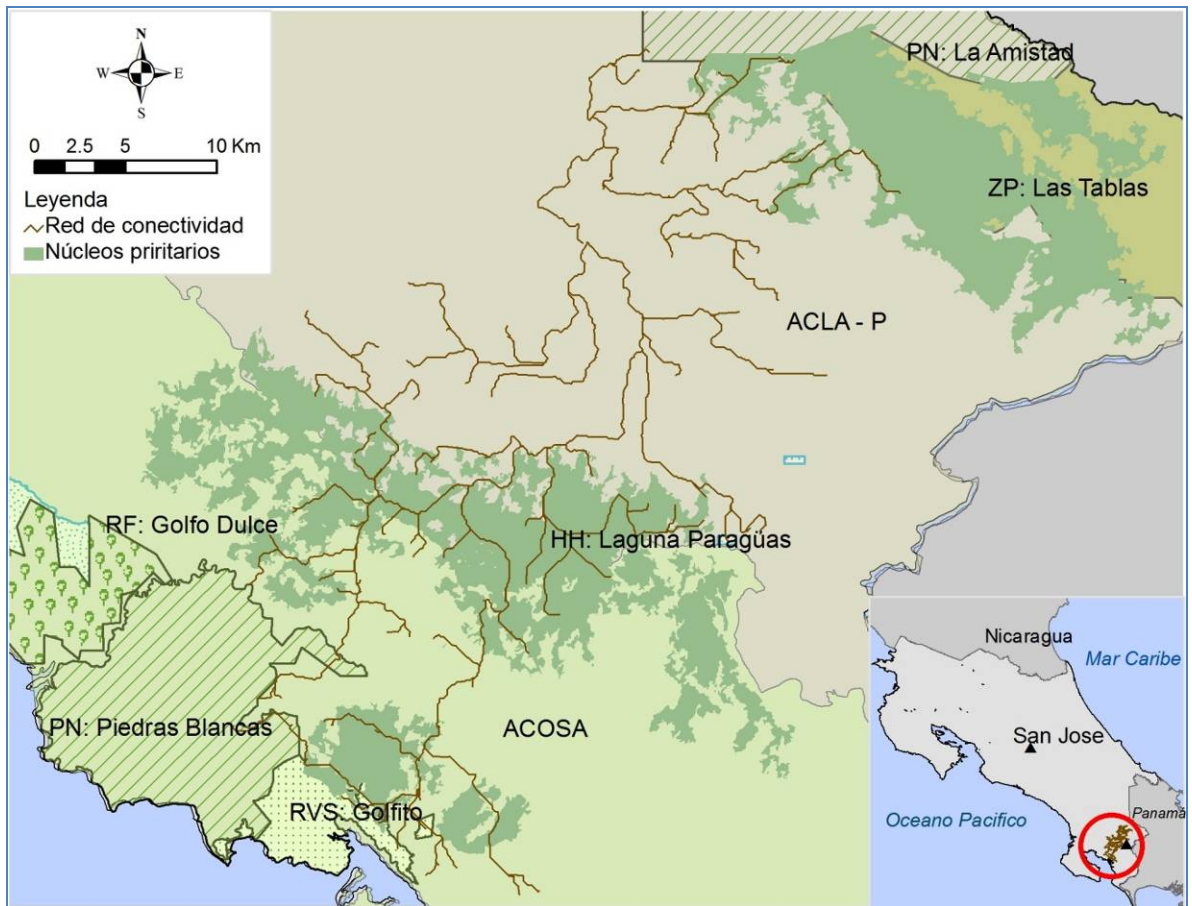 N
W E
S
0 2.5 5 10 Km
Leyenda
Red de conectividad
Núcleos priritarios
PN: La Amistad
ZP: Las Tablas
ACLA - P
RF: Golfo Dulce
HH: Laguna Paragüas
PN: Piedras Blancas
ACOSA
RVS: Golfito
Nicaragua
Mar Caribe
San Jose
Oceano Pacifico
Panamá